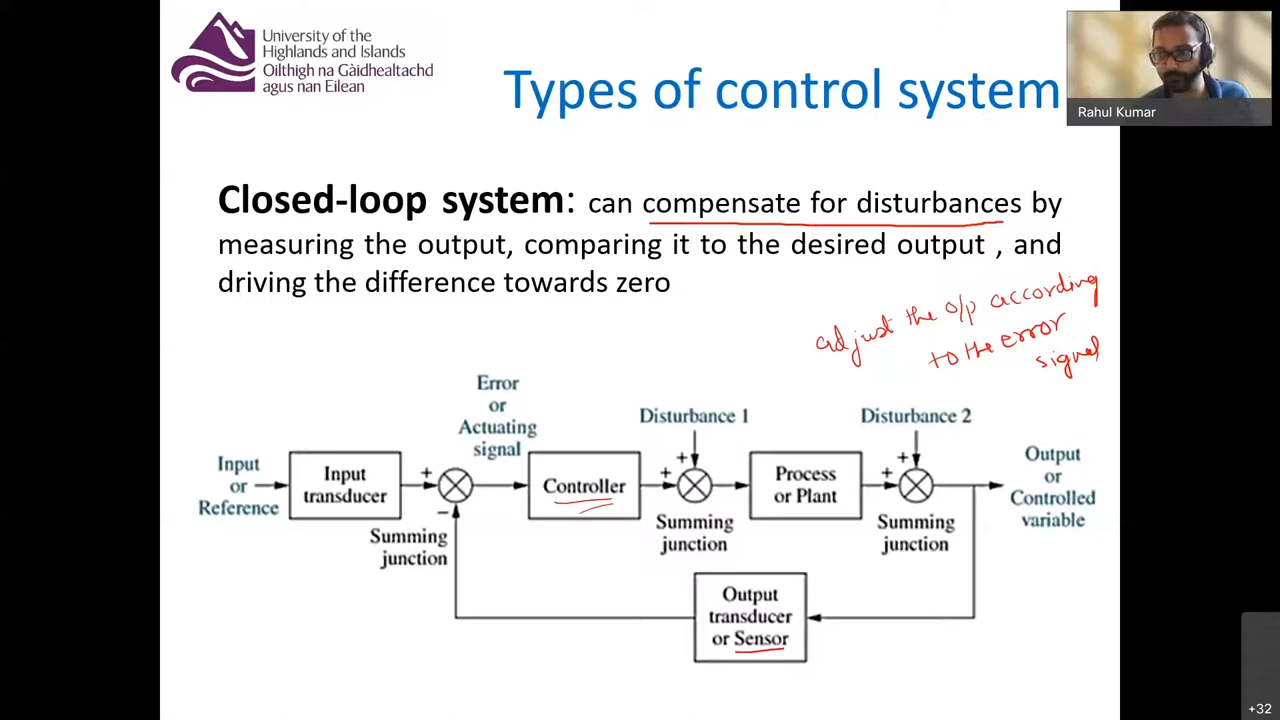 University of the
Highlands and Islands
Oilthigh na Gàidhealtachd
agus nan Eilean
Types of control system
Rahul Kumar
Closed-loop system: can compensate for disturbances by
measuring the output, comparing it to the desired output , and
driving the difference towards zero
adjust the o/p according
to the error
signal
Error
or
Actuating
signal
Disturbance 1
Disturbance 2
Input
or
Reference
Input
transducer
+
−
Summing
junction
Controller
+
+
Summing
junction
Process
or Plant
+
+
Summing
junction
Output
or
Controlled
variable
Output
transducer
or Sensor
+32